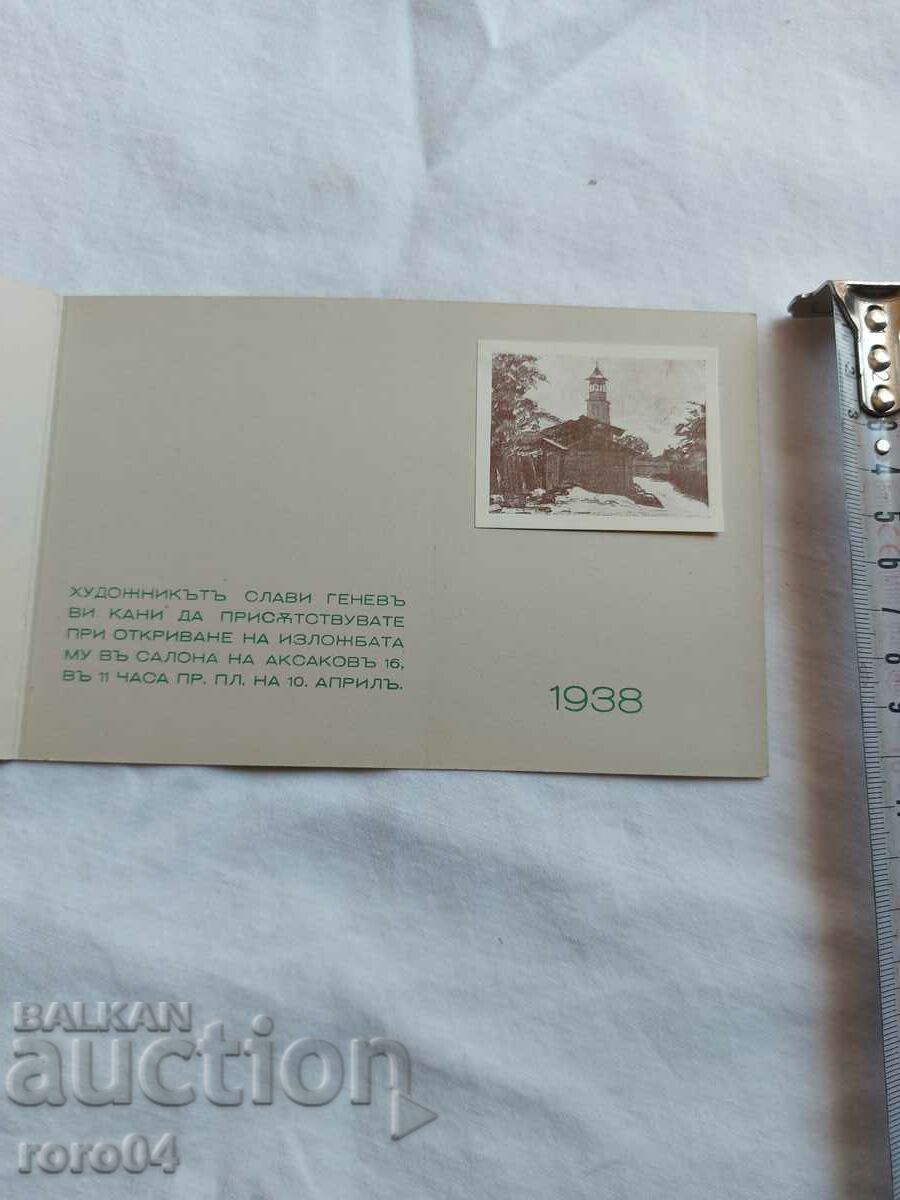 ХУДОЖНИКЪТЪ СЛАВИ ГЕНЕВЪ
ВИ КАНИ ДА ПРИСѪТСТВУВАТЕ
ПРИ ОТКРИВАНЕ НА ИЗЛОЖБАТА
МУ ВЪ САЛОНА НА АКСАКОВЪ 16,
ВЪ 11 ЧАСА ПР. ПЛ. НА 10. АПРИЛЪ.
1938
BALKAN
auction
roro04